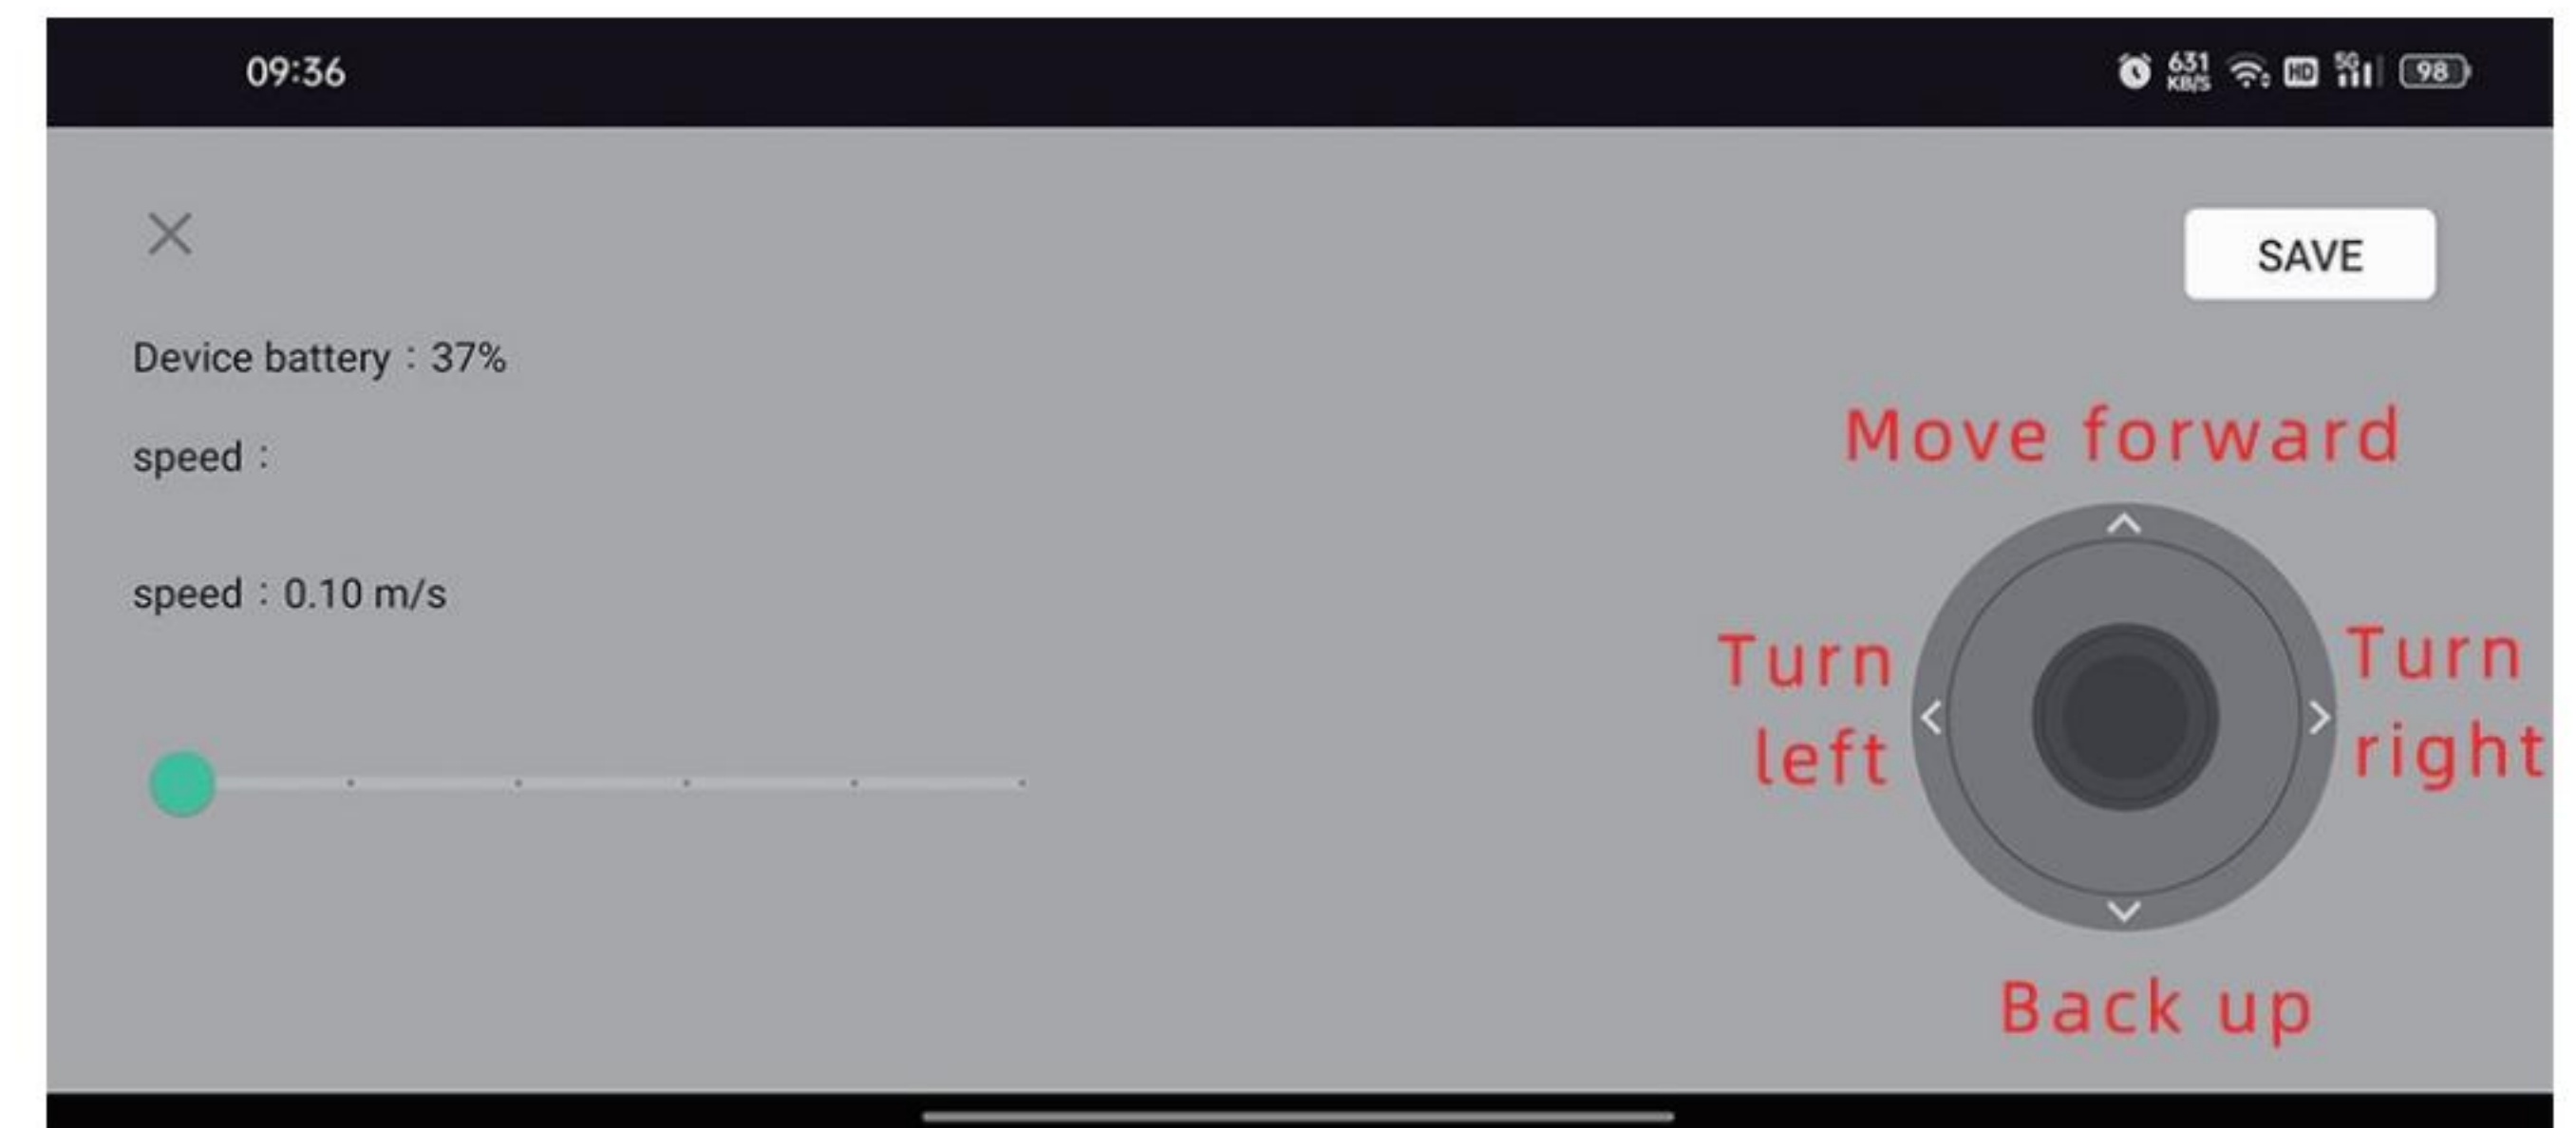 09:36
631
KB/S
HD
5G
98
SAVE
Device battery：37%
speed：
speed：0.10 m/s
Move forward
Turn
left
Turn
right
Back up